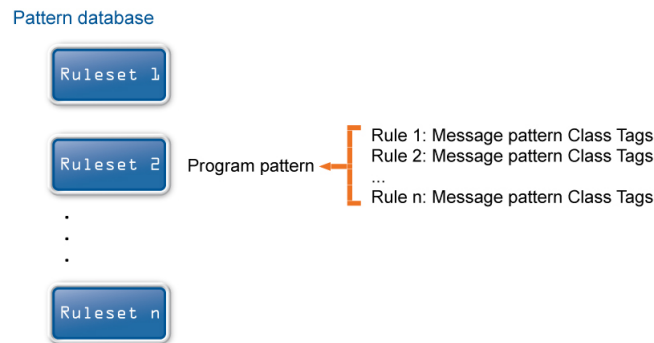 Pattern database
Ruleset 1
Ruleset 2
Program pattern
Rule 1: Message pattern Class Tags
Rule 2: Message pattern Class Tags
...
Rule n: Message pattern Class Tags
.
.
.
Ruleset n